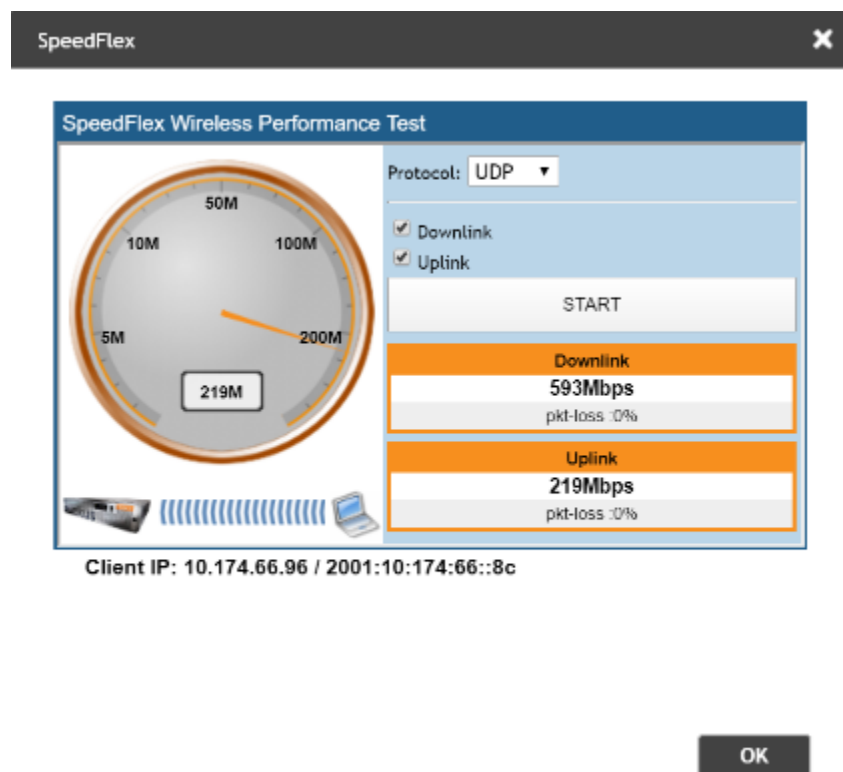 SpeedFlex
SpeedFlex Wireless Performance Test
50M
10M
100M
5M
200M
219M
Protocol: UDP
Downlink
Uplink
START
Downlink
593Mbps
pkt-loss :0%
Uplink
219Mbps
pkt-loss :0%
Client IP: 10.174.66.96 / 2001:10:174:66::8c
OK